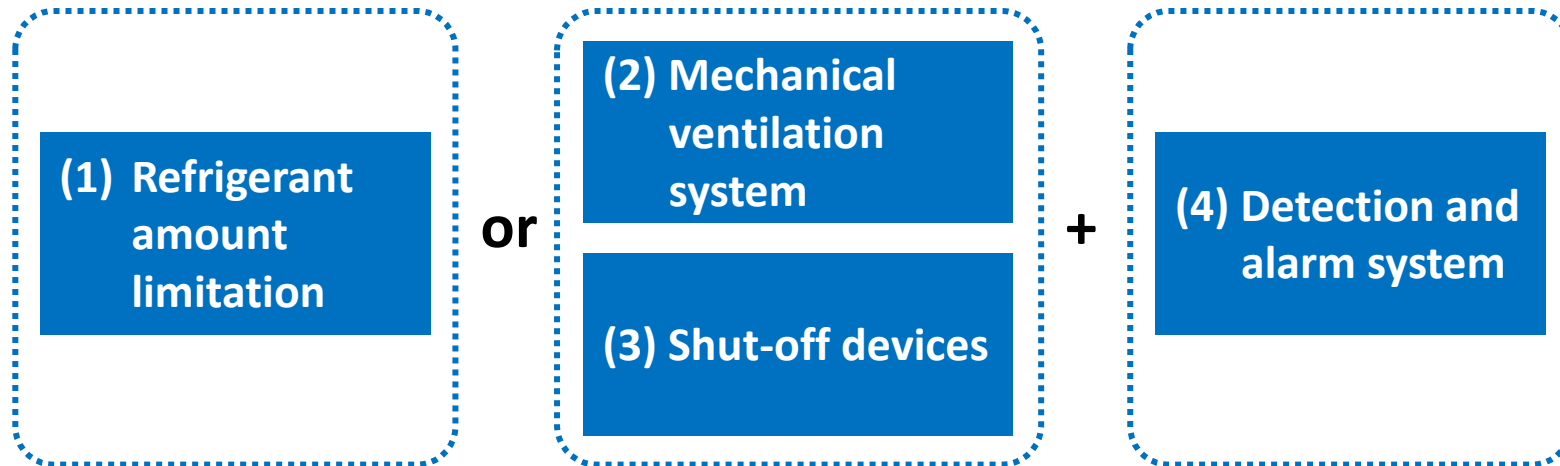 (1) Refrigerant
amount
limitation
or
(2) Mechanical
ventilation
system
(3) Shut-off devices
+
(4) Detection and
alarm system